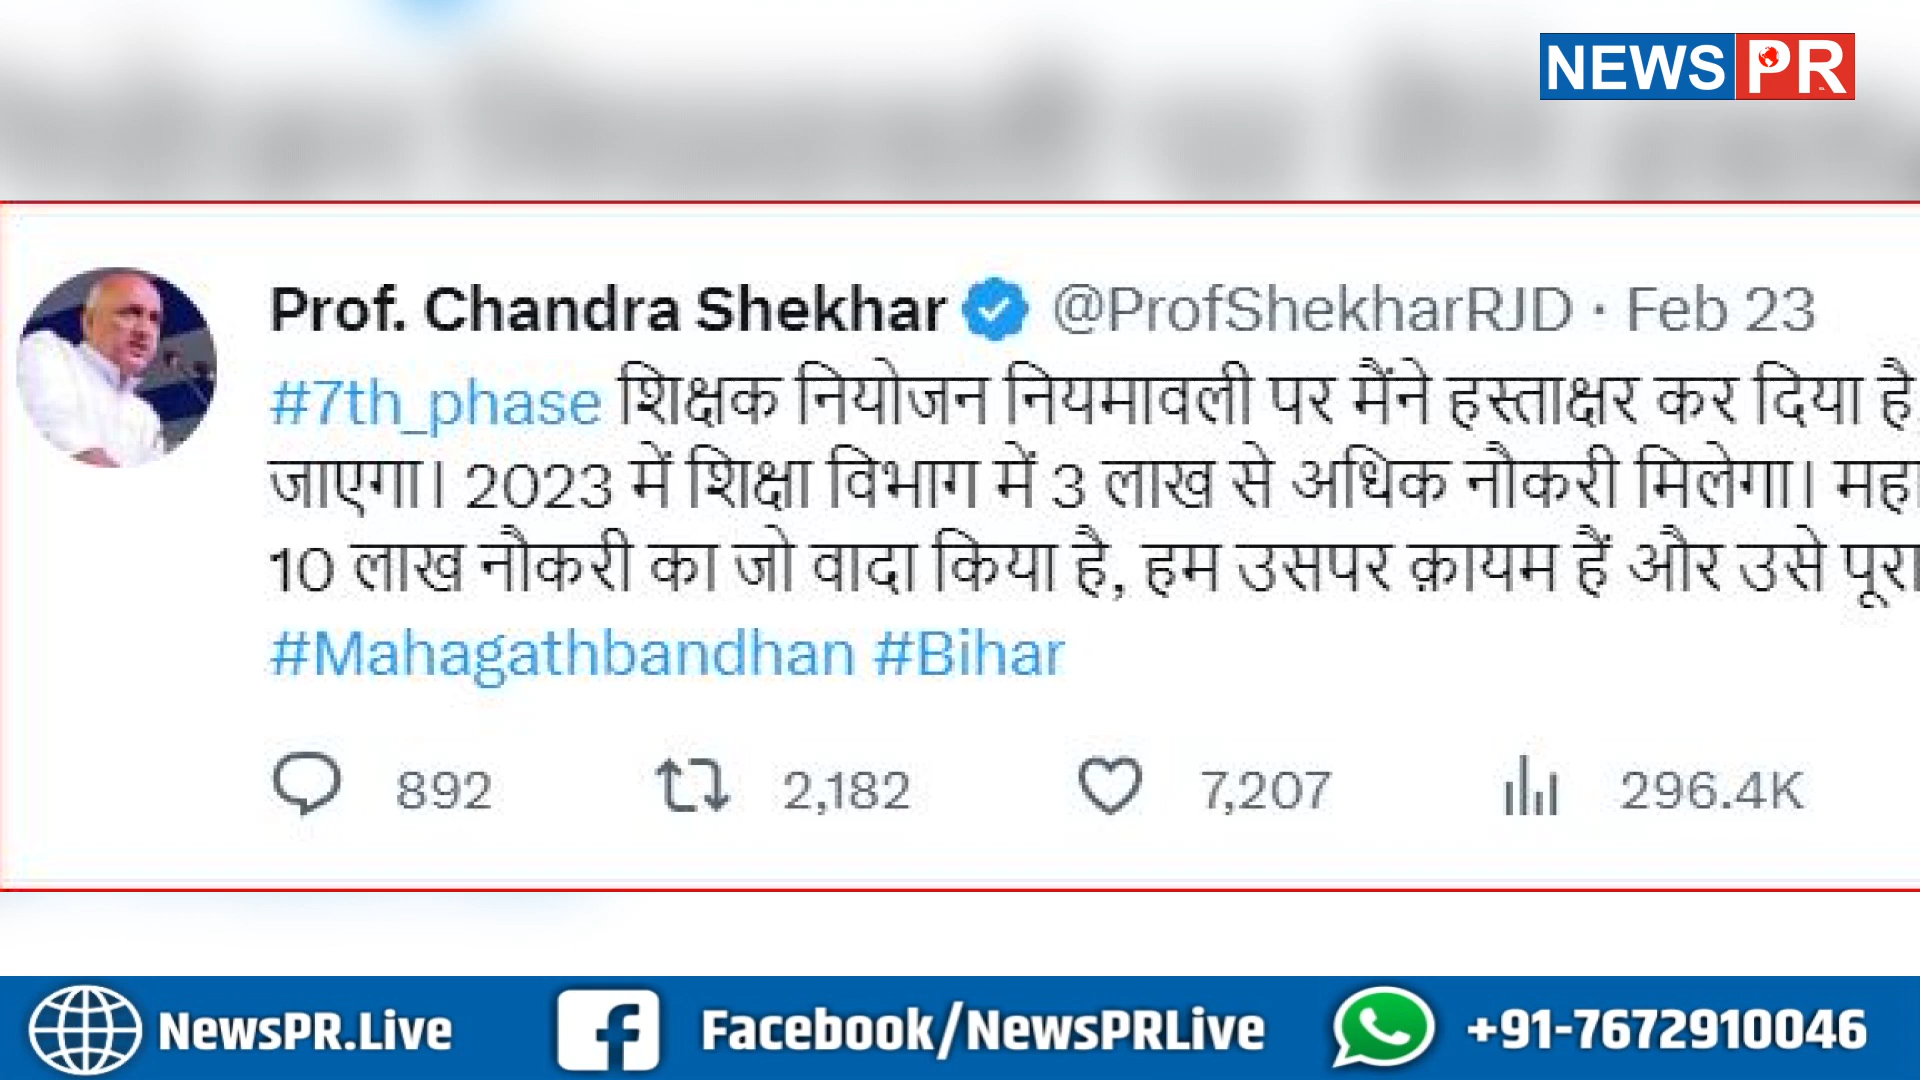 NEWS PR
Prof. Chandra Shekhar @ProfShekharRJD · Feb 23
#7th_phase शिक्षक नियोजन नियमावली पर मैंने हस्ताक्षर कर दिया है
जाएगा। 2023 में शिक्षा विभाग में 3 लाख से अधिक नौकरी मिलेगा।
10 लाख नौकरी का जो वादा किया है, हम उसपर क़ायम हैं और उसे पूरा
#Mahagathbandhan #Bihar
892 2,182 7,207 296.4K
NewsPR.Live Facebook/NewsPRLive +91-7672910046